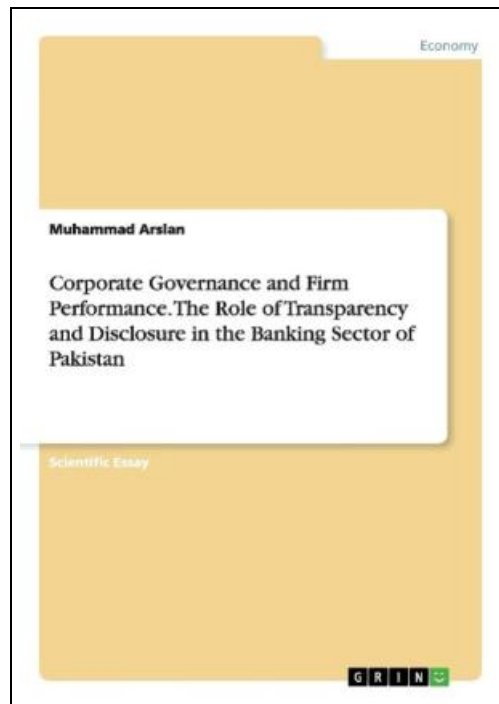 Economy
Muhammad Arslan
Corporate Governance and Firm
Performance. The Role of Transparency
and Disclosure in the Banking Sector of
Pakistan
Scientific Essay
GRIN